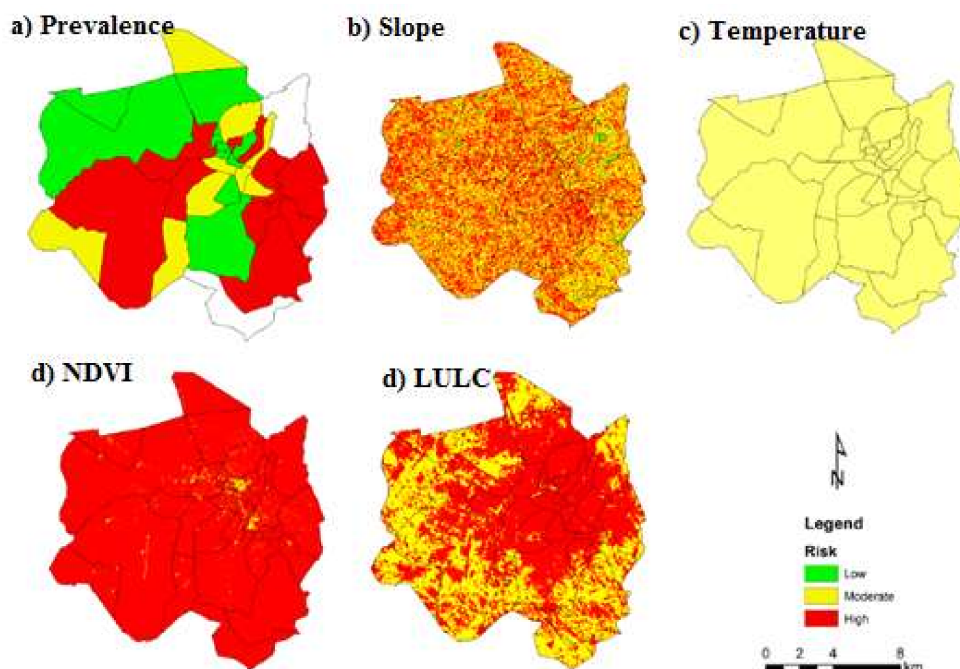 a) Prevalence
b) Slope
c) Temperature
d) NDVI
d) LULC
N
Legend
Risk
Low
Moderate
High
0 2 4 8
km